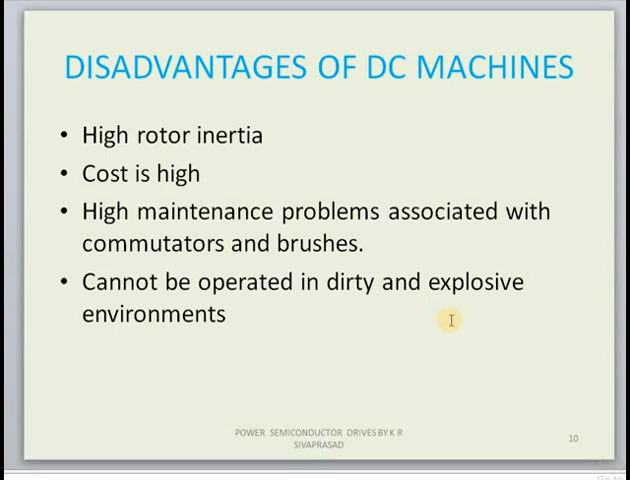 DISADVANTAGES OF DC MACHINES
• High rotor inertia
• Cost is high
• High maintenance problems associated with
commutators and brushes.
• Cannot be operated in dirty and explosive
environments
POWER SEMICONDUCTOR DRIVES BY K R
SIVAPRASAD
10